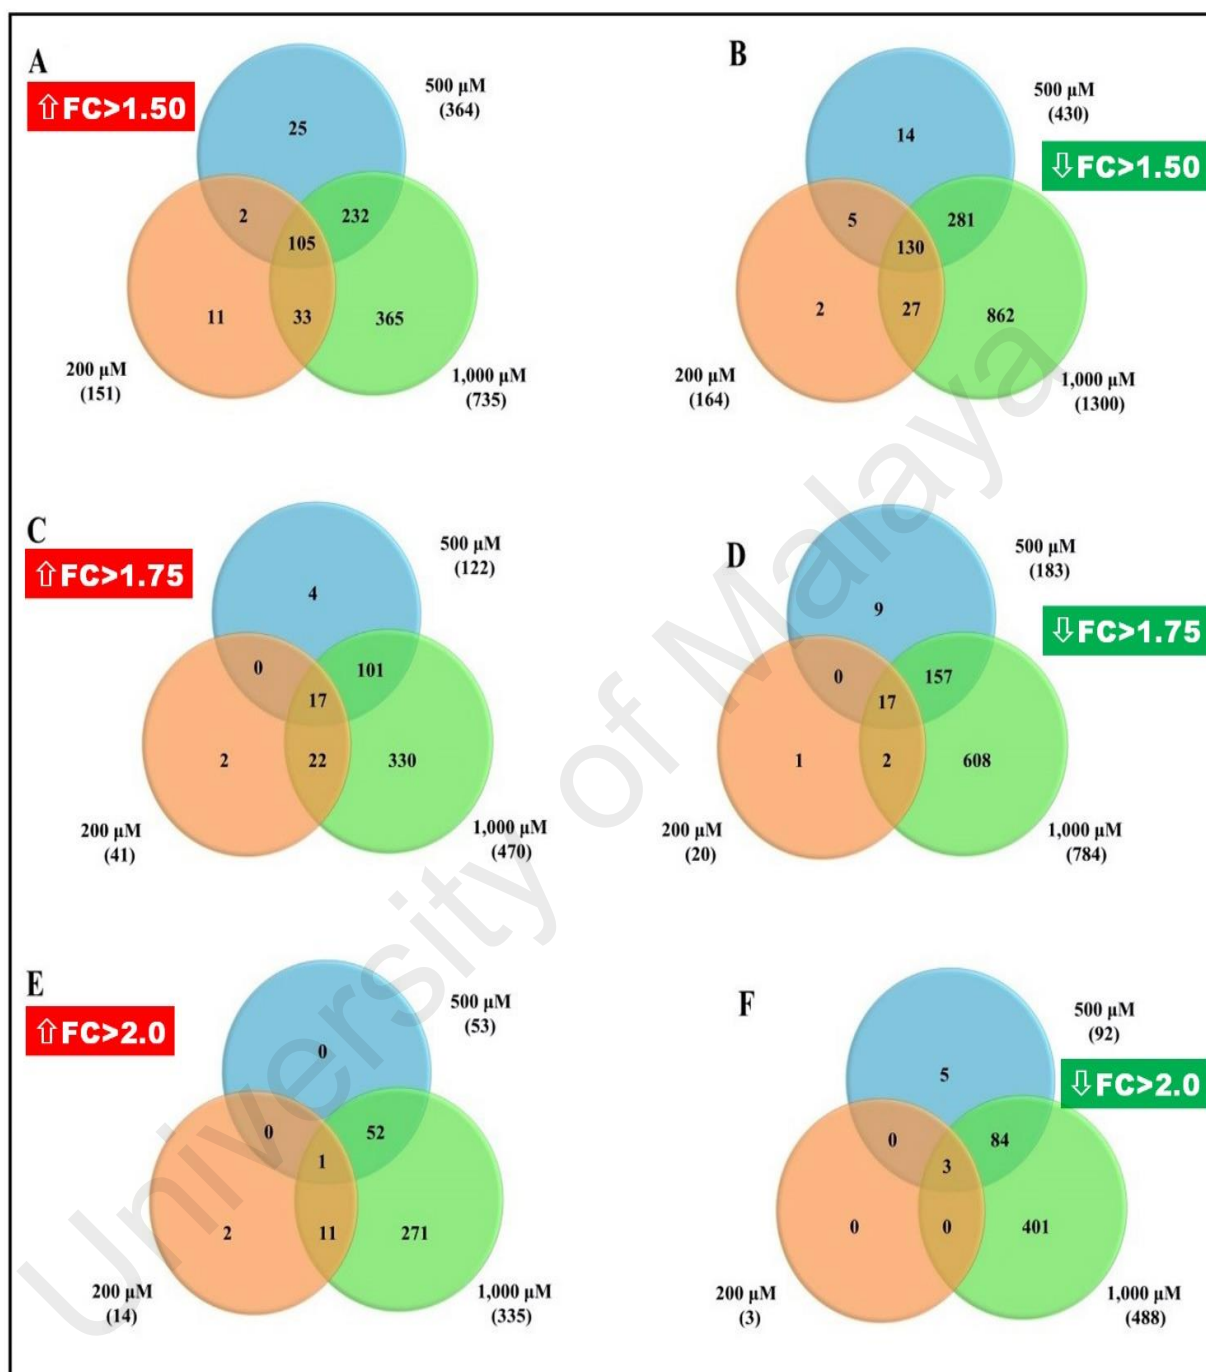 A
⇧FC>1.50
500 µM
(364)
25
2
232
105
11
33
365
200 µM
(151)
1,000 µM
(735)
B
500 µM
(430)
⇩FC>1.50
14
5
281
130
2
27
862
200 µM
(164)
1,000 µM
(1300)
C
⇧FC>1.75
500 µM
(122)
4
0
101
17
2
22
330
200 µM
(41)
1,000 µM
(470)
D
500 µM
(183)
⇩FC>1.75
9
0
157
17
1
2
608
200 µM
(20)
1,000 µM
(784)
E
⇧FC>2.0
500 µM
(53)
0
0
52
1
2
11
271
200 µM
(14)
1,000 µM
(335)
F
500 µM
(92)
⇩FC>2.0
5
0
84
3
0
0
401
200 µM
(3)
1,000 µM
(488)
University of Malaya